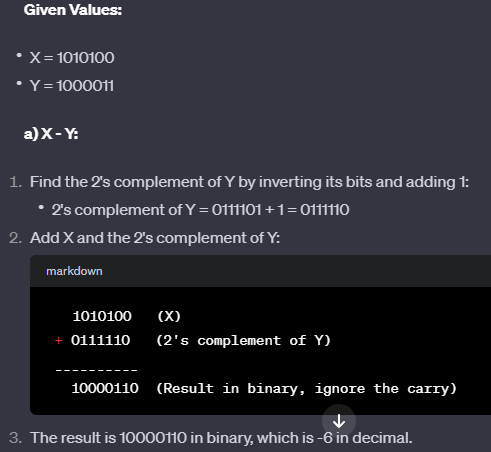 Given Values:
• X = 1010100
• Y = 1000011
a) X - Y:
1. Find the 2's complement of Y by inverting its bits and adding 1:
• 2's complement of Y = 0111101 + 1 = 0111110
2. Add X and the 2's complement of Y:
markdown
1010100 (X)
+ 0111110 (2's complement of Y)
----------
10000110 (Result in binary, ignore the carry)
3. The result is 10000110 in binary, which is -6 in decimal.